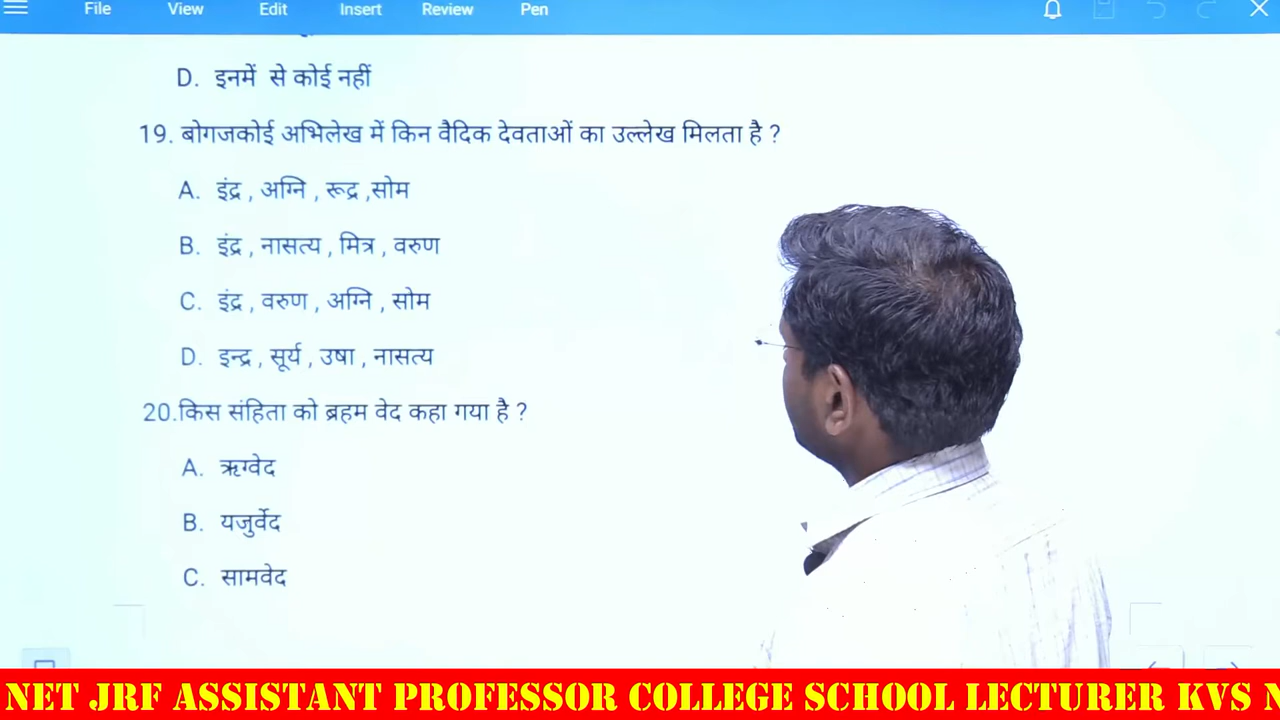 File View Edit Insert Review Pen
D. इनमें से कोई नहीं
19. बोगजकोई अभिलेख में किन वैदिक देवताओं का उल्लेख मिलता है ?
A. इंद्र , अग्नि , रूद्र ,सोम
B. इंद्र , नासत्य , मित्र , वरुण
C. इंद्र , वरुण , अग्नि , सोम
D. इन्द्र , सूर्य , उषा , नासत्य
20.किस संहिता को ब्रहम वेद कहा गया है ?
A. ऋग्वेद
B. यजुर्वेद
C. सामवेद
NET JRF ASSISTANT PROFESSOR COLLEGE SCHOOL LECTURER KVS N